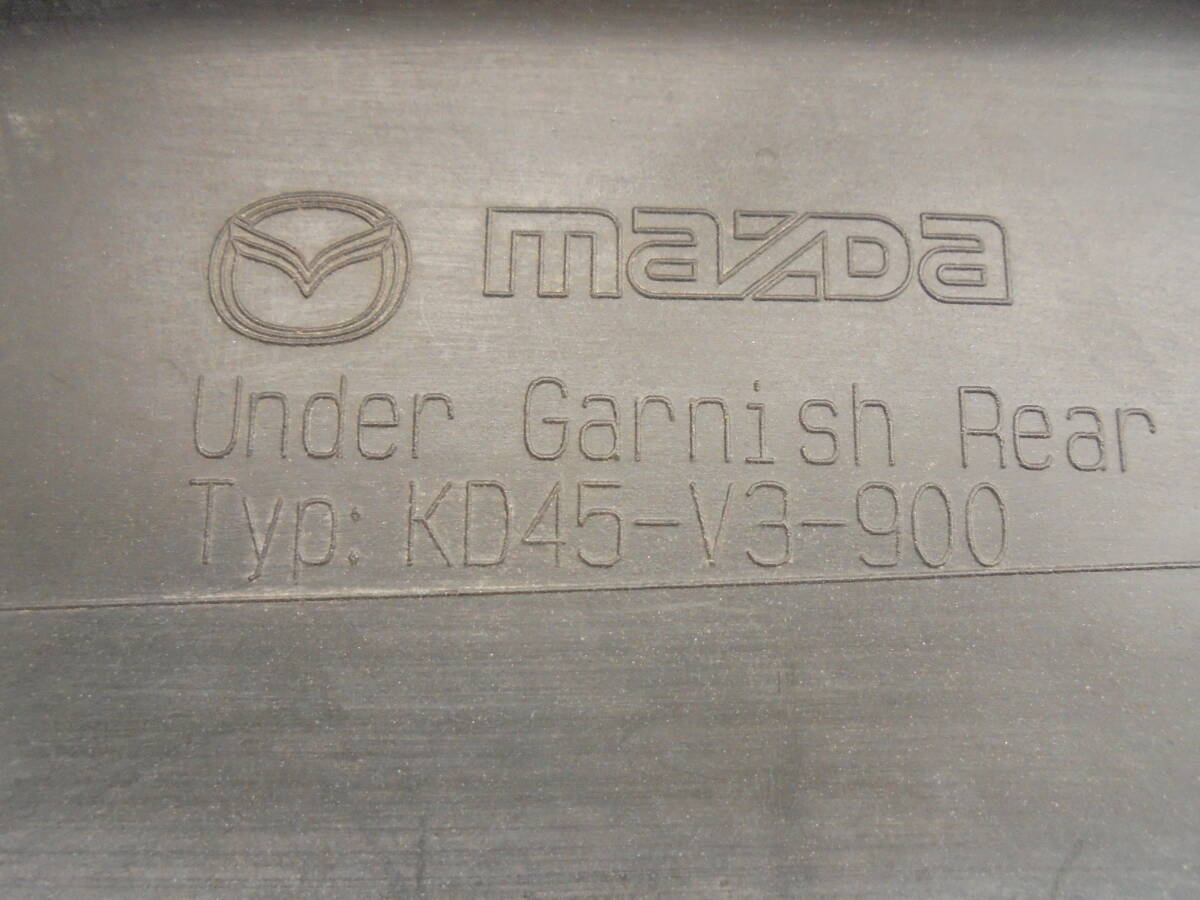 mazda
Under Garnish Rear
Typ: KD45-V3-900